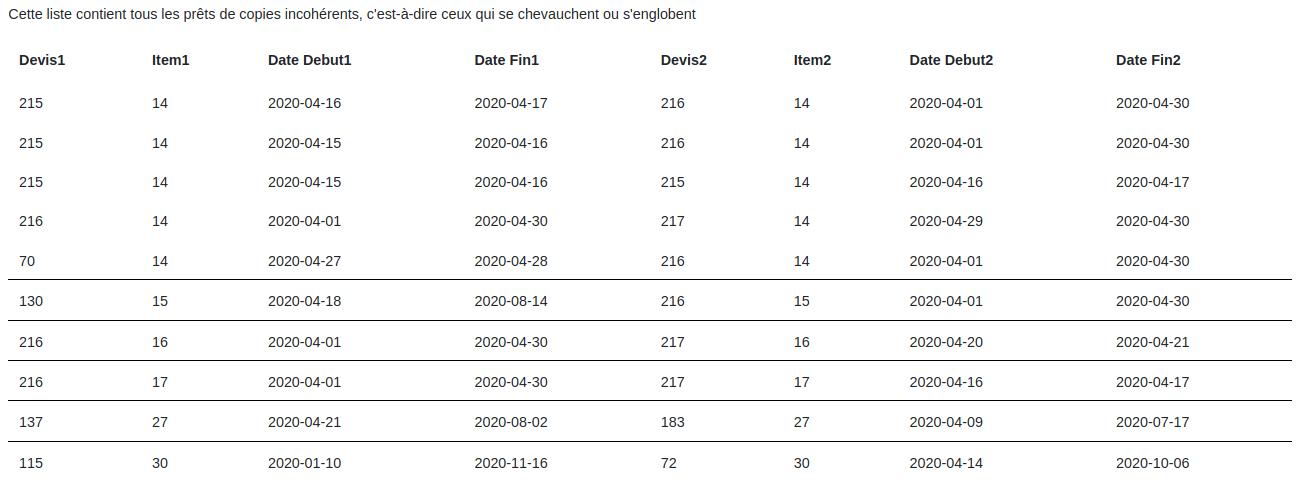 Cette liste contient tous les prêts de copies incohérents, c'est-à-dire ceux qui se chevauchent ou s'englobent
Devis1 Item1 Date Debut1 Date Fin1 Devis2 Item2 Date Debut2 Date Fin2
215 14 2020-04-16 2020-04-17 216 14 2020-04-01 2020-04-30
215 14 2020-04-15 2020-04-16 216 14 2020-04-01 2020-04-30
215 14 2020-04-15 2020-04-16 215 14 2020-04-16 2020-04-17
216 14 2020-04-01 2020-04-30 217 14 2020-04-29 2020-04-30
70 14 2020-04-27 2020-04-28 216 14 2020-04-01 2020-04-30
130 15 2020-04-18 2020-08-14 216 15 2020-04-01 2020-04-30
216 16 2020-04-01 2020-04-30 217 16 2020-04-20 2020-04-21
216 17 2020-04-01 2020-04-30 217 17 2020-04-16 2020-04-17
137 27 2020-04-21 2020-08-02 183 27 2020-04-09 2020-07-17
115 30 2020-01-10 2020-11-16 72 30 2020-04-14 2020-10-06